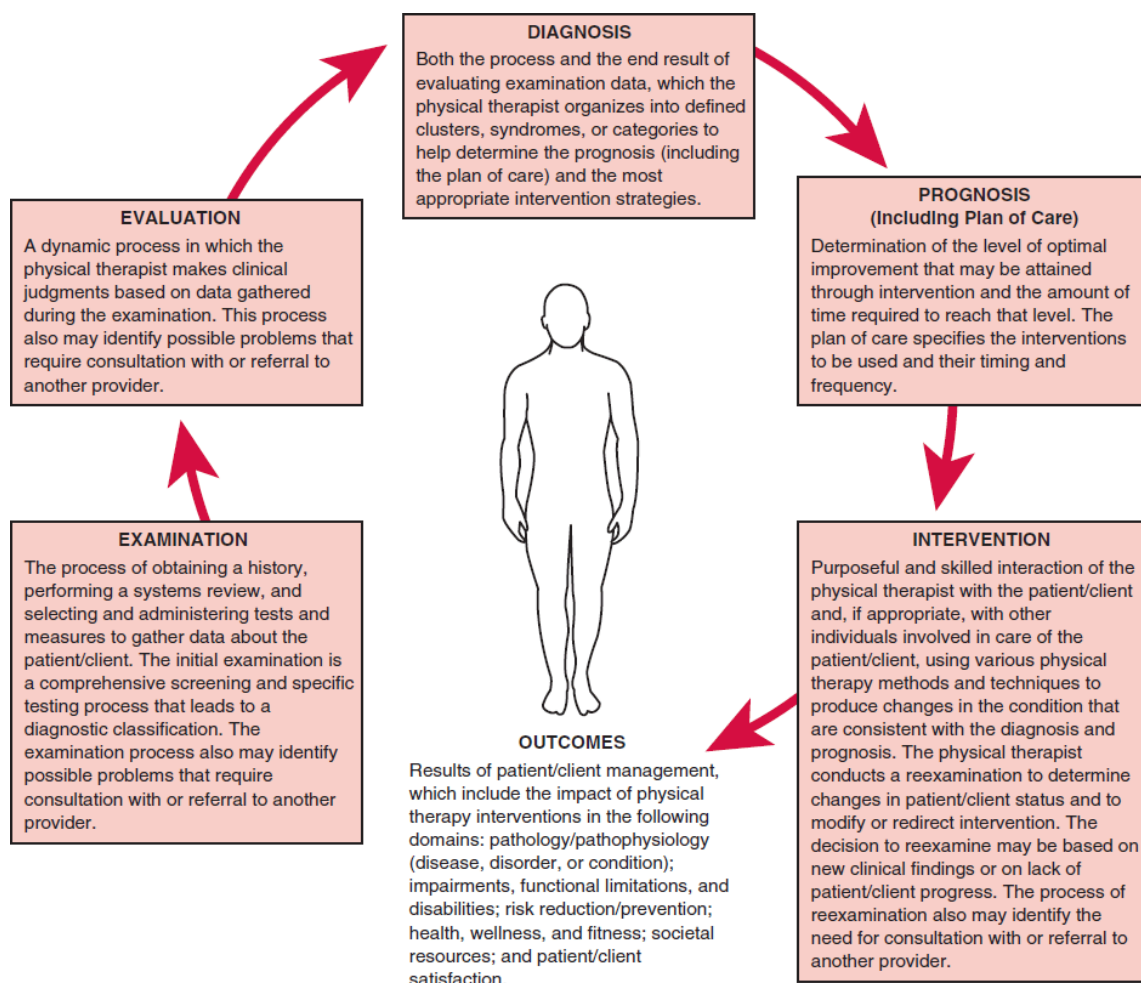 DIAGNOSIS
Both the process and the end result of
evaluating examination data, which the
physical therapist organizes into defined
clusters, syndromes, or categories to
help determine the prognosis (including
the plan of care) and the most
appropriate intervention strategies.
EVALUATION
A dynamic process in which the
physical therapist makes clinical
judgments based on data gathered
during the examination. This process
also may identify possible problems that
require consultation with or referral to
another provider.
PROGNOSIS
(Including Plan of Care)
Determination of the level of optimal
improvement that may be attained
through intervention and the amount of
time required to reach that level. The
plan of care specifies the interventions
to be used and their timing and
frequency.
EXAMINATION
The process of obtaining a history,
performing a systems review, and
selecting and administering tests and
measures to gather data about the
patient/client. The initial examination is
a comprehensive screening and specific
testing process that leads to a
diagnostic classification. The
examination process also may identify
possible problems that require
consultation with or referral to another
provider.
INTERVENTION
Purposeful and skilled interaction of the
physical therapist with the patient/client
and, if appropriate, with other
individuals involved in care of the
patient/client, using various physical
therapy methods and techniques to
produce changes in the condition that
are consistent with the diagnosis and
prognosis. The physical therapist
conducts a reexamination to determine
changes in patient/client status and to
modify or redirect intervention. The
decision to reexamine may be based on
new clinical findings or on lack of
patient/client progress. The process of
reexamination also may identify the
need for consultation with or referral to
another provider.
OUTCOMES
Results of patient/client management,
which include the impact of physical
therapy interventions in the following
domains: pathology/pathophysiology
(disease, disorder, or condition);
impairments, functional limitations, and
disabilities; risk reduction/prevention;
health, wellness, and fitness; societal
resources; and patient/client
satisfaction